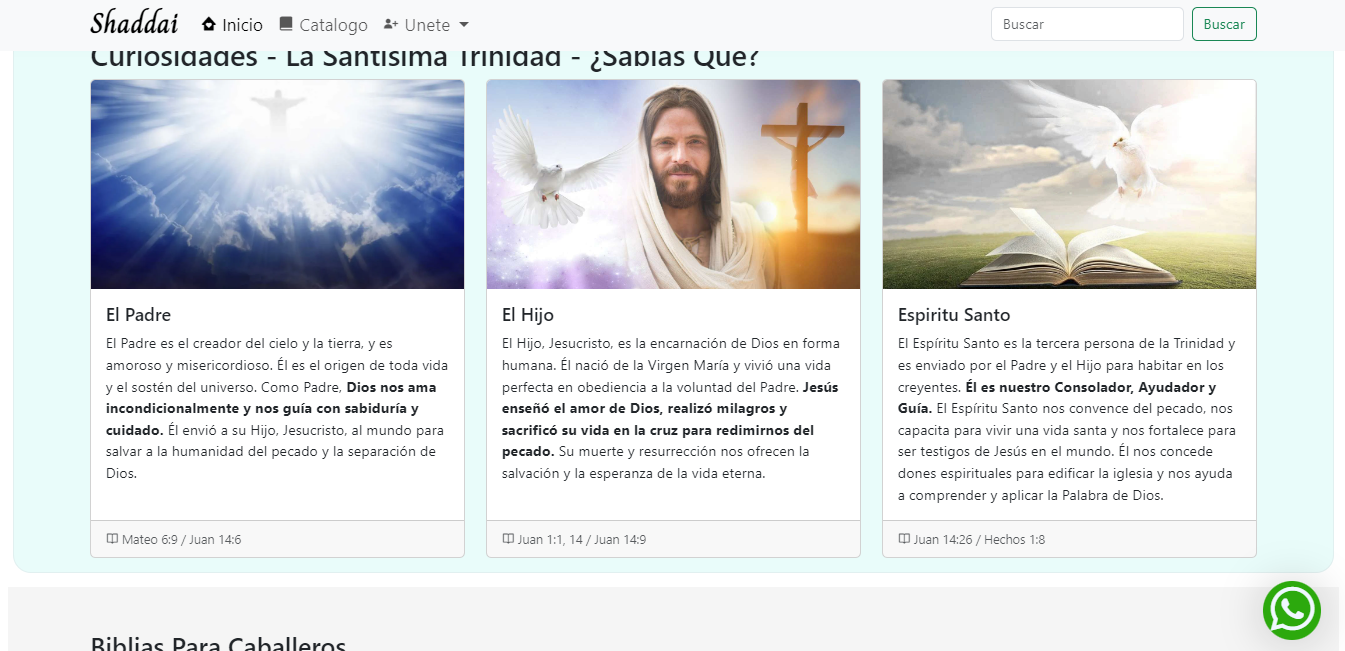 Shaddai Inicio Catalogo Unete Buscar Buscar
Curiosidades - La Santisima Trinidad - ¿Sabias Que?
El Padre
El Padre es el creador del cielo y la tierra, y es
amoroso y misericordioso. Él es el origen de toda vida
y el sostén del universo. Como Padre, Dios nos ama
incondicionalmente y nos guía con sabiduría y
cuidado. Él envió a su Hijo, Jesucristo, al mundo para
salvar a la humanidad del pecado y la separación de
Dios.
Mateo 6:9 / Juan 14:6
El Hijo
El Hijo, Jesucristo, es la encarnación de Dios en forma
humana. Él nació de la Virgen María y vivió una vida
perfecta en obediencia a la voluntad del Padre. Jesús
enseñó el amor de Dios, realizó milagros y
sacrificó su vida en la cruz para redimirnos del
pecado. Su muerte y resurrección nos ofrecen la
salvación y la esperanza de la vida eterna.
Juan 1:1, 14 / Juan 14:9
Espiritu Santo
El Espíritu Santo es la tercera persona de la Trinidad y
es enviado por el Padre y el Hijo para habitar en los
creyentes. Él es nuestro Consolador, Ayudador y
Guía. El Espíritu Santo nos convence del pecado, nos
capacita para vivir una vida santa y nos fortalece para
ser testigos de Jesús en el mundo. Él nos concede
dones espirituales para edificar la iglesia y nos ayuda
a comprender y aplicar la Palabra de Dios.
Juan 14:26 / Hechos 1:8
Biblias Para Caballeros